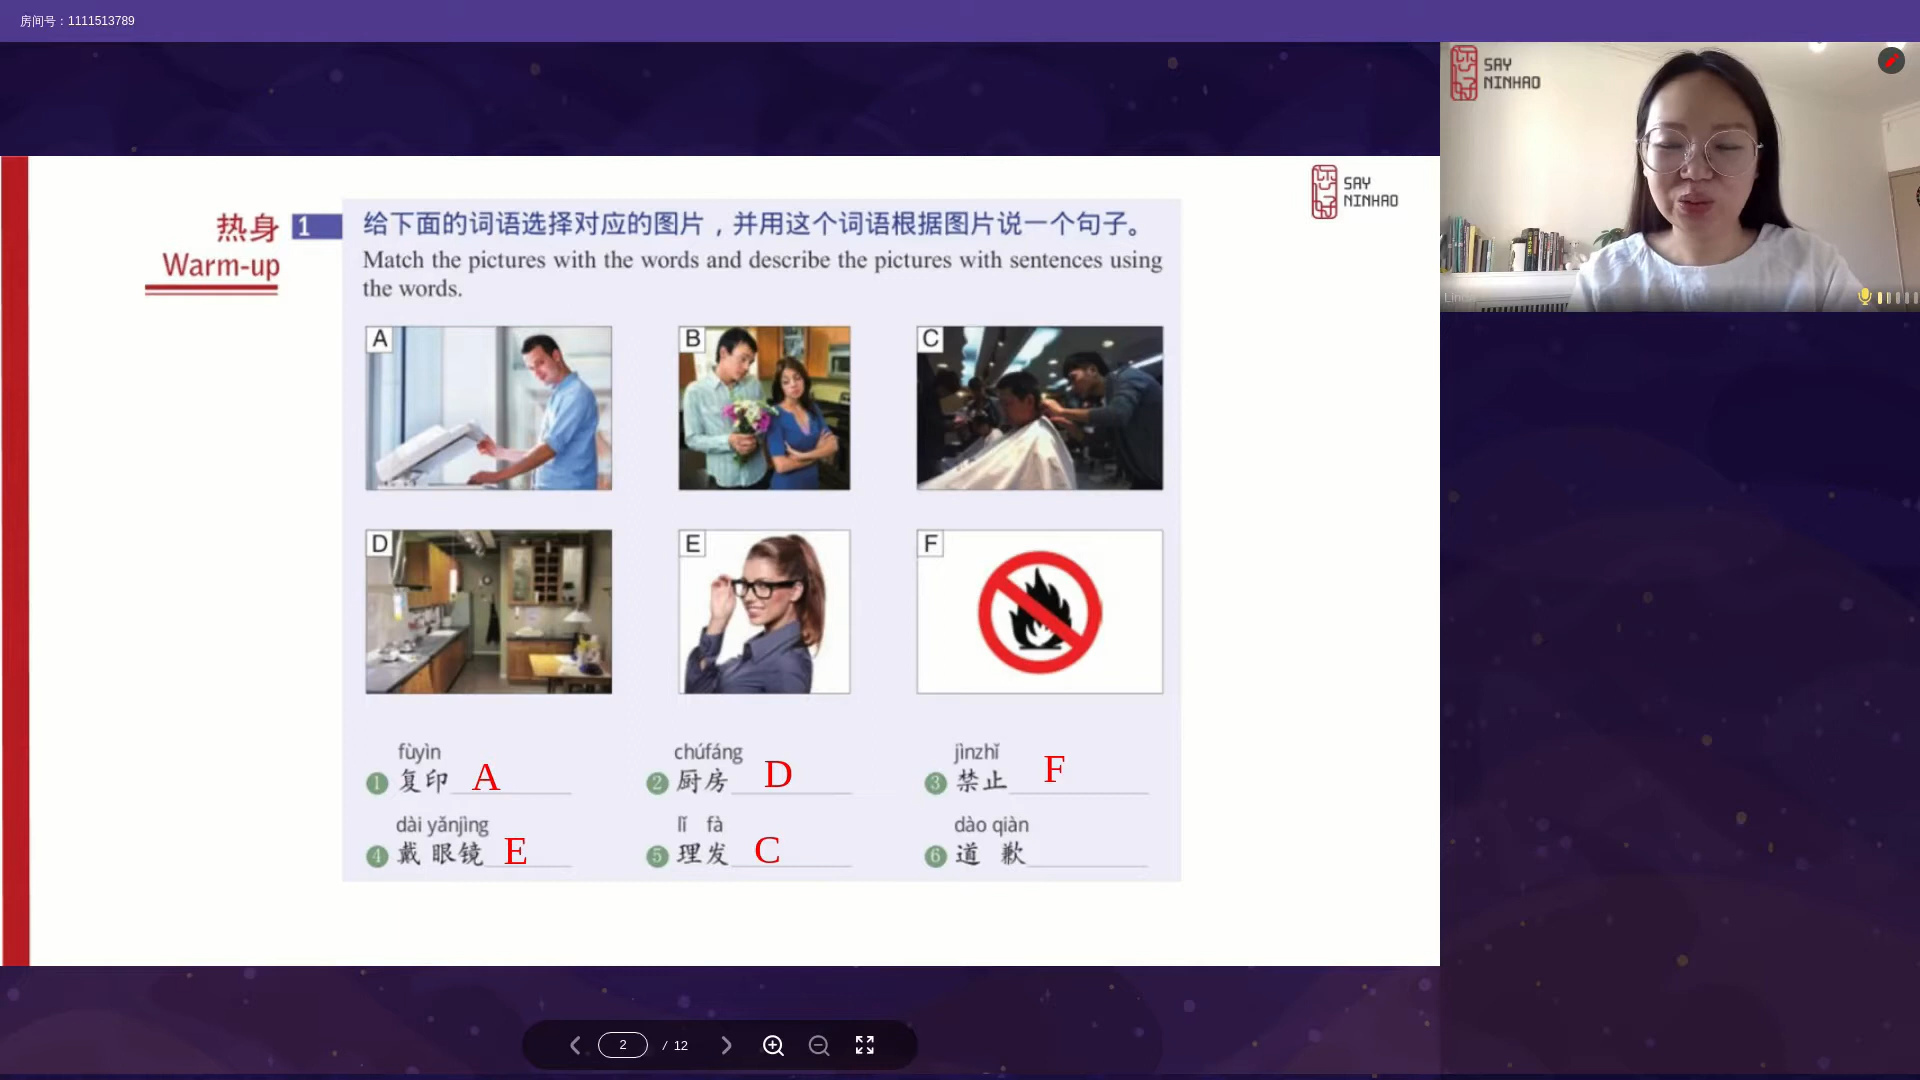 房间号：1111513789
SAY
NINHAO
SAY
NINHAO
热身
Warm-up
1
给下面的词语选择对应的图片，并用这个词语根据图片说一个句子。
Match the pictures with the words and describe the pictures with sentences using
the words.
A
B
C
D
E
F
fùyìn
chúfáng
jìnzhǐ
1 复印 A
2 厨房 D
3 禁止 F
dài yǎnjìng
lǐ fà
dào qiàn
4 戴 眼镜 E
5 理发 C
6 道 歉
2 / 12